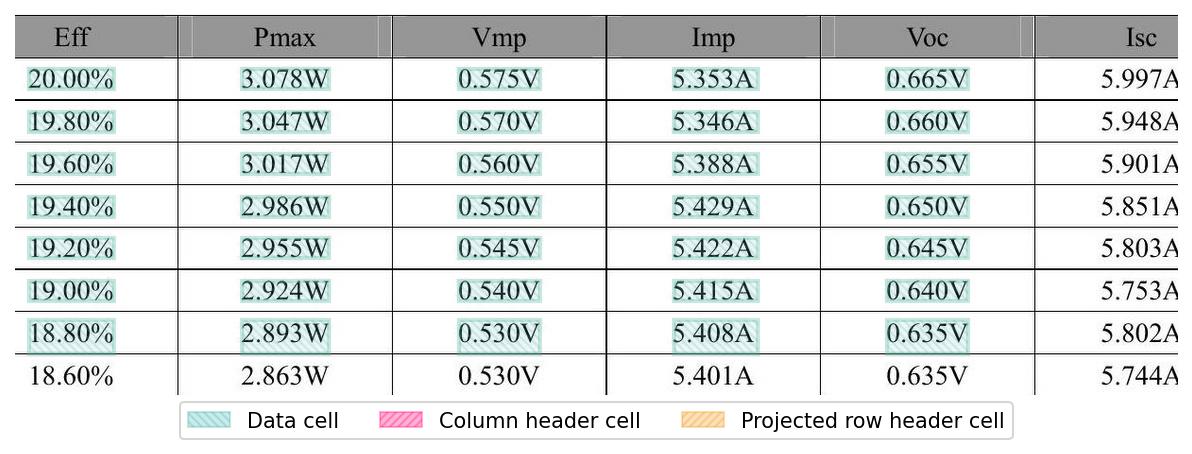 Eff Pmax Vmp Imp Voc Isc
20.00% 3.078W 0.575V 5.353A 0.665V 5.997A
19.80% 3.047W 0.570V 5.346A 0.660V 5.948A
19.60% 3.017W 0.560V 5.388A 0.655V 5.901A
19.40% 2.986W 0.550V 5.429A 0.650V 5.851A
19.20% 2.955W 0.545V 5.422A 0.645V 5.803A
19.00% 2.924W 0.540V 5.415A 0.640V 5.753A
18.80% 2.893W 0.530V 5.408A 0.635V 5.802A
18.60% 2.863W 0.530V 5.401A 0.635V 5.744A
Data cell Column header cell Projected row header cell